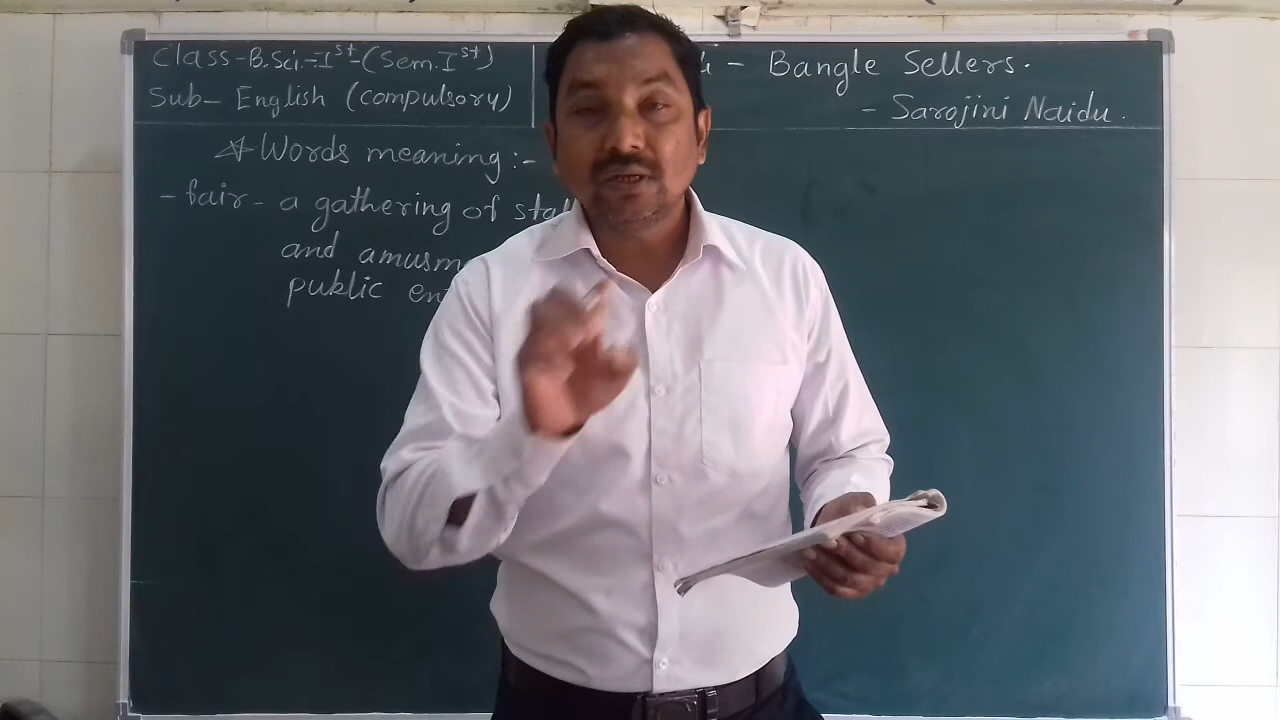 Class-B.Sci.-Ist-(Sem.Ist)
Sub- English (compulsory)
- Bangle Sellers.
- Sarojini Naidu.
Words meaning:-
- fair - a gathering of
and
public